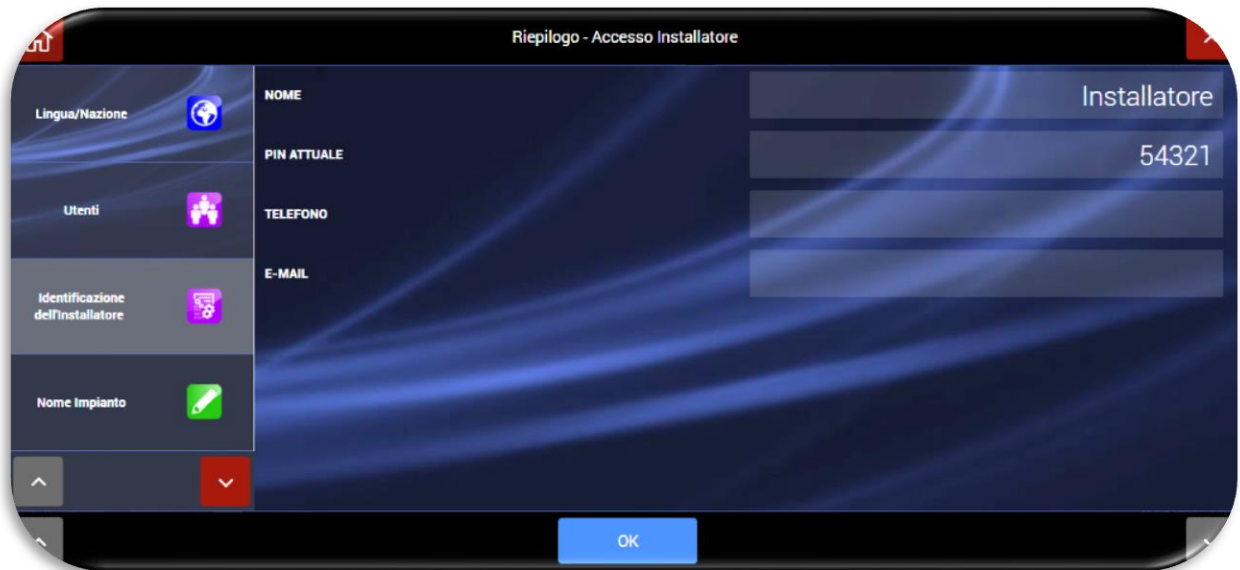 Riepilogo - Accesso Installatore
Lingua/Nazione
Utenti
Identificazione
dell'Installatore
Nome Impianto
NOME
Installatore
PIN ATTUALE
54321
TELEFONO
E-MAIL
OK